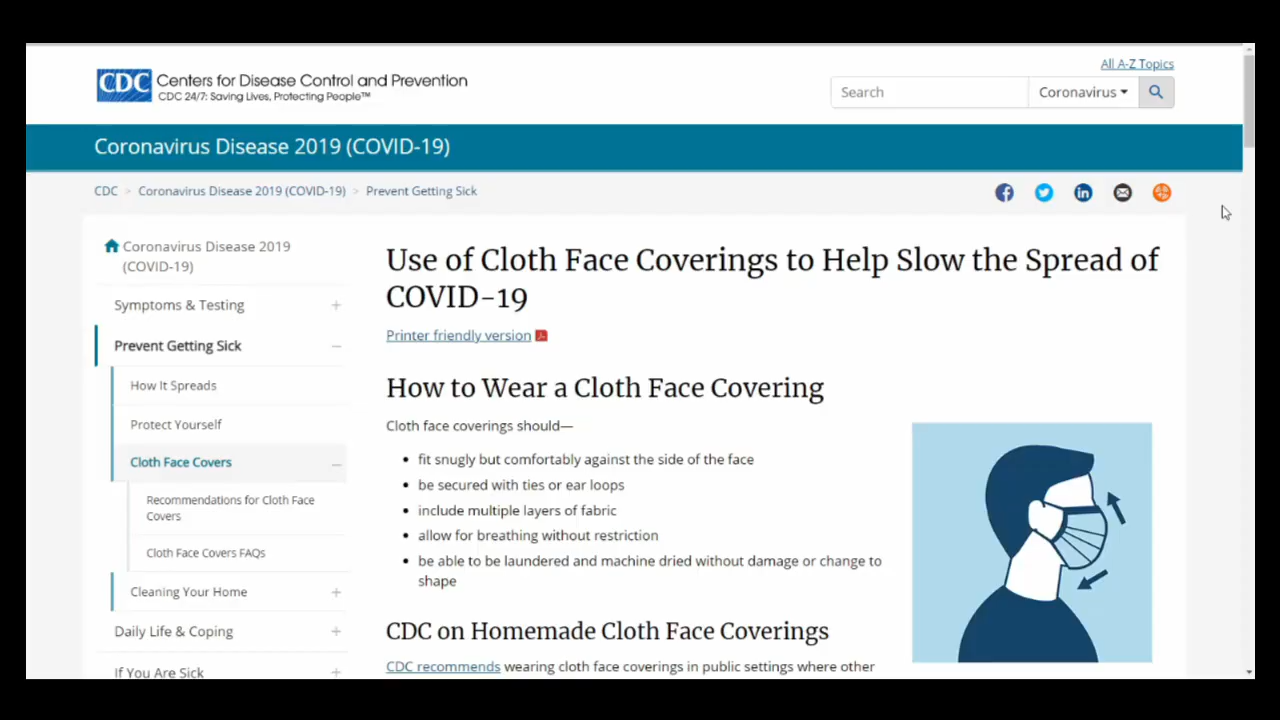 All A-Z Topics
CDC Centers for Disease Control and Prevention
CDC 24/7: Saving Lives, Protecting People™
Search
Coronavirus
Coronavirus Disease 2019 (COVID-19)
CDC > Coronavirus Disease 2019 (COVID-19) > Prevent Getting Sick
Coronavirus Disease 2019
(COVID-19)
Symptoms & Testing
Prevent Getting Sick
How It Spreads
Protect Yourself
Cloth Face Covers
Recommendations for Cloth Face
Covers
Cloth Face Covers FAQs
Cleaning Your Home
Daily Life & Coping
If You Are Sick
Use of Cloth Face Coverings to Help Slow the Spread of
COVID-19
Printer friendly version
How to Wear a Cloth Face Covering
Cloth face coverings should—
• fit snugly but comfortably against the side of the face
• be secured with ties or ear loops
• include multiple layers of fabric
• allow for breathing without restriction
• be able to be laundered and machine dried without damage or change to
shape
CDC on Homemade Cloth Face Coverings
CDC recommends wearing cloth face coverings in public settings where other